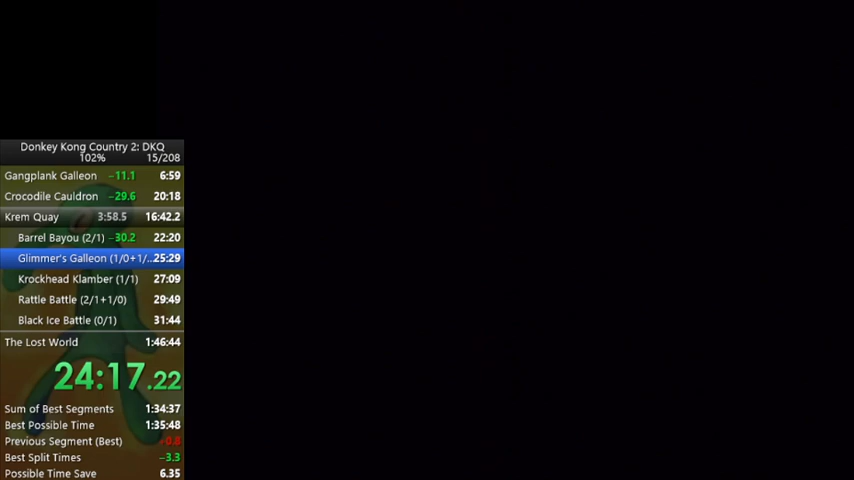 Donkey Kong Country 2: DKQ
102% 15/208
Gangplank Galleon -11.1 6:59
Crocodile Cauldron -29.6 20:18
Krem Quay 3:58.5 16:42.2
Barrel Bayou (2/1) -30.2 22:20
Glimmer's Galleon (1/0+1/... 25:29
Krockhead Klamber (1/1) 27:09
Rattle Battle (2/1+1/0) 29:49
Black Ice Battle (0/1) 31:44
The Lost World 1:46:44
24:17.22
Sum of Best Segments 1:34:37
Best Possible Time 1:35:48
Previous Segment (Best) +0.8
Best Split Times -3.3
Possible Time Save 6.35